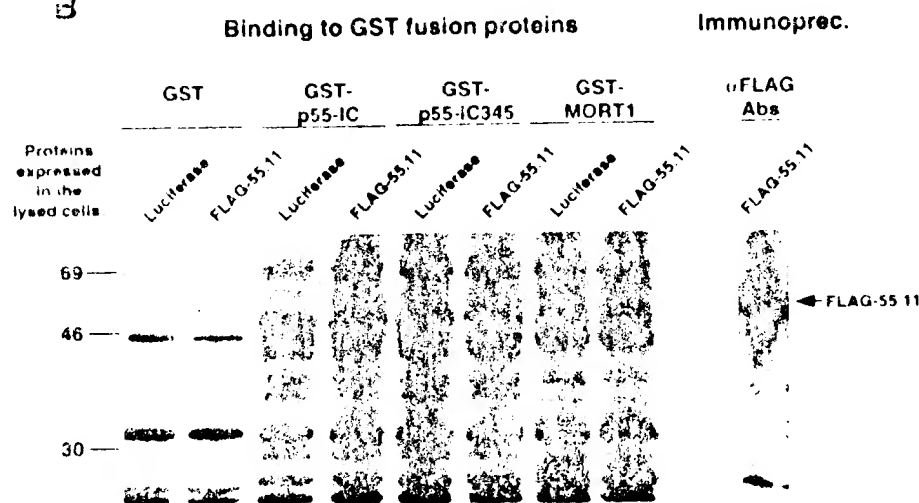 B
Binding to GST fusion proteins
Immunoprec.
GST
GST-
p55-IC
GST-
p55-IC345
GST-
MORT1
αFLAG
Abs
Proteins
expressed
in the
lysed cells
Luciferase
FLAG-55.11
Luciferase
FLAG-55.11
Luciferase
FLAG-55.11
Luciferase
FLAG-55.11
FLAG-55.11
69
46
30
FLAG-55 11